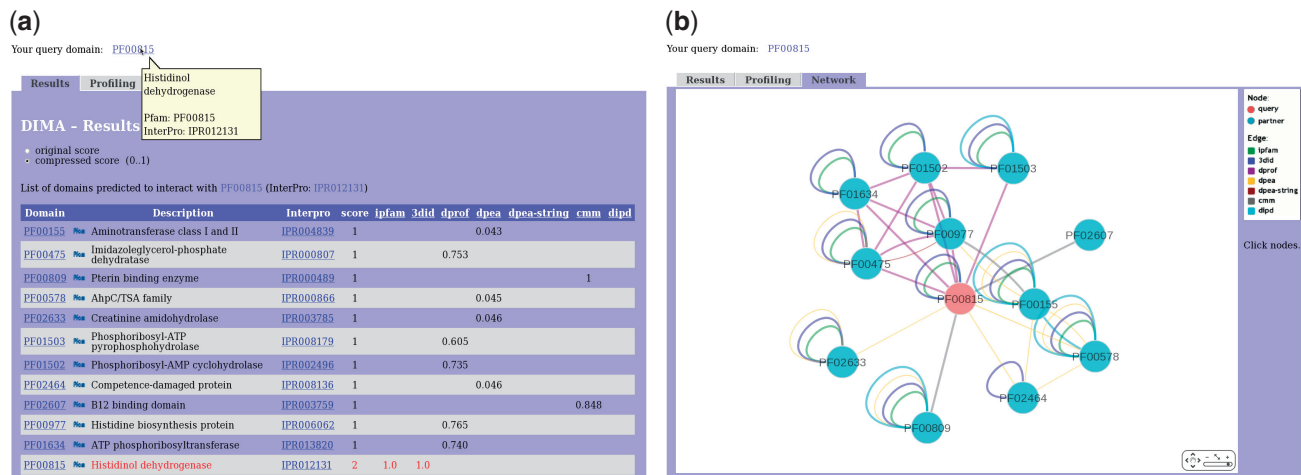 (a)
Your query domain: PF00815
Histidinol
dehydrogenase
Pfam: PF00815
InterPro: IPR012131
Results Profiling
DIMA - Results
original score
compressed score (0..1)
List of domains predicted to interact with PF00815 (InterPro: IPR012131)
Domain Description Interpro score ipfam 3did dprof dpea dpea-string cmm dipd
PF00155 Aminotransferase class I and II IPR004839 1 0.043
PF00475 Imidazoleglycerol-phosphate dehydratase IPR000807 1 0.753
PF00809 Pterin binding enzyme IPR000489 1 1
PF00578 AhpC/TSA family IPR000866 1 0.045
PF02633 Creatinine amidohydrolase IPR003785 1 0.046
PF01503 Phosphoribosyl-ATP pyrophosphohydrolase IPR008179 1 0.605
PF01502 Phosphoribosyl-AMP cyclohydrolase IPR002496 1 0.735
PF02464 Competence-damaged protein IPR008136 1 0.046
PF02607 B12 binding domain IPR003759 1 0.848
PF00977 Histidine biosynthesis protein IPR006062 1 0.765
PF01634 ATP phosphoribosyltransferase IPR013820 1 0.740
PF00815 Histidinol dehydrogenase IPR012131 2 1.0 1.0
(b)
Your query domain: PF00815
Results Profiling Network
PF01502
PF01503
PF01634
PF00977
PF02607
PF00475
PF00815
PF00155
PF02633
PF00578
PF02464
PF00809
Node:
query
partner
Edge:
ipfam
3did
dprof
dpea
dpea-string
cmm
dipd
Click nodes.